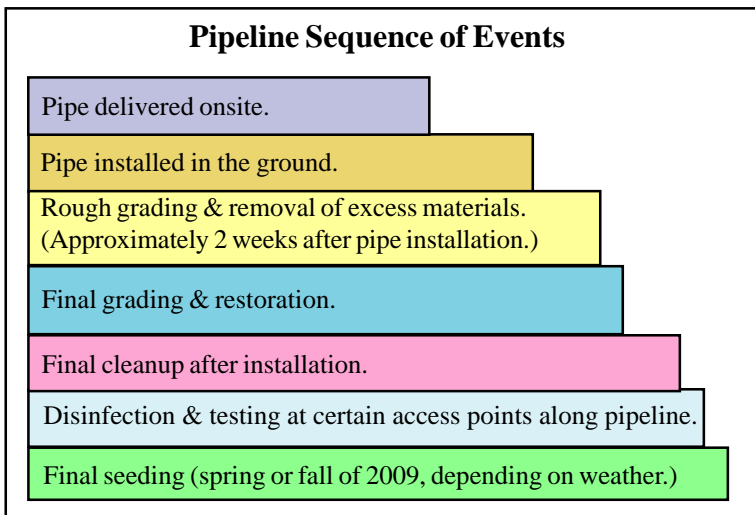 Pipeline Sequence of Events
Pipe delivered onsite.
Pipe installed in the ground.
Rough grading & removal of excess materials.
(Approximately 2 weeks after pipe installation.)
Final grading & restoration.
Final cleanup after installation.
Disinfection & testing at certain access points along pipeline.
Final seeding (spring or fall of 2009, depending on weather.)